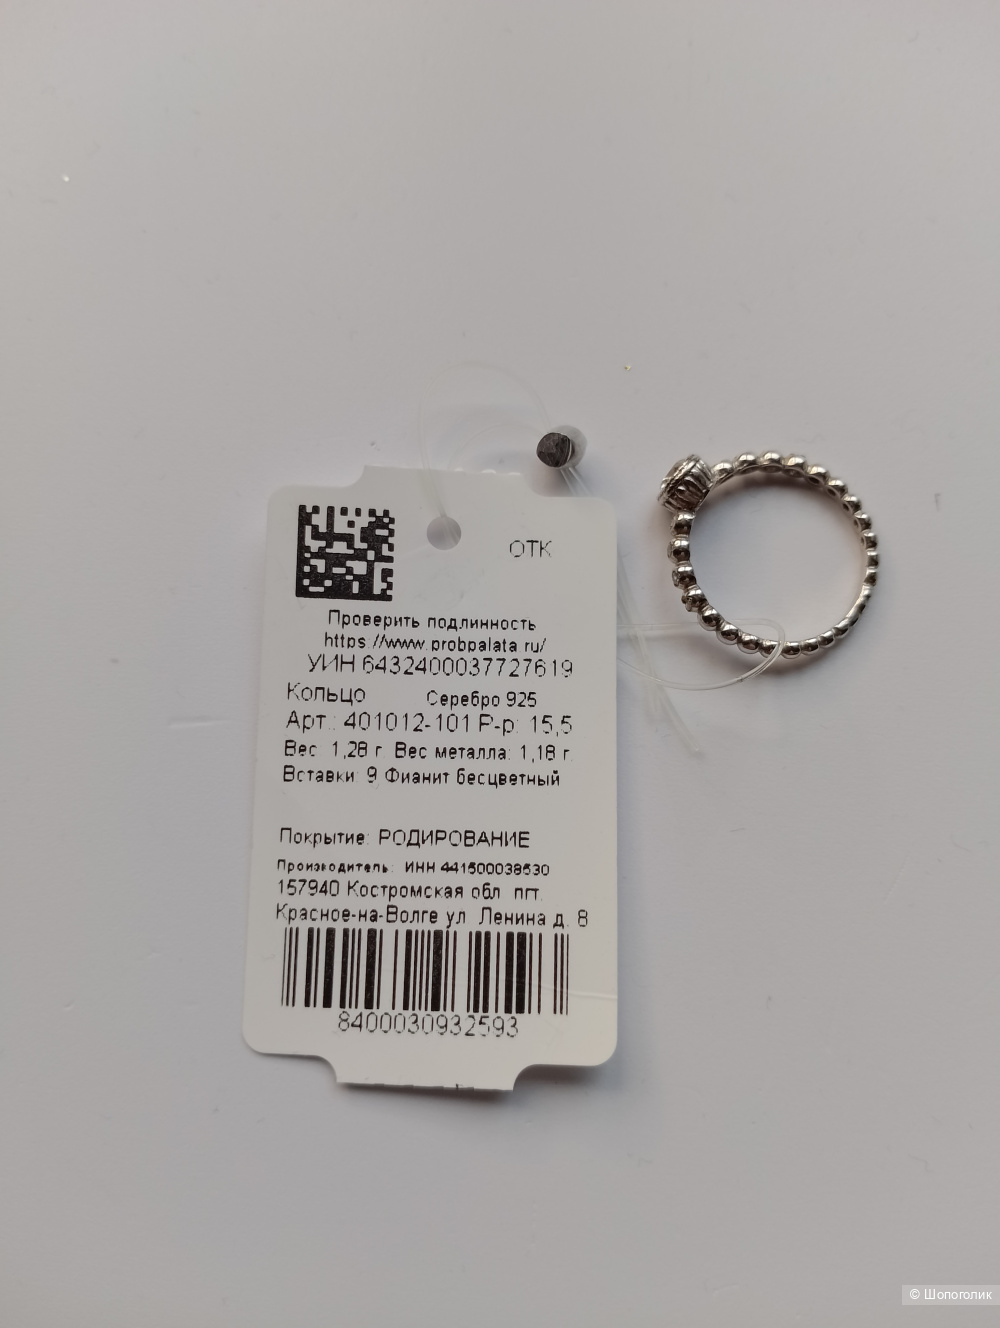 ОТК
Проверить подлинность
https://www.probpalata.ru/
УИН 6432400037727619
Кольцо Серебро 925
Арт.: 401012-101 Р-р: 15,5
Вес: 1,28 г. Вес металла: 1,18 г.
Вставки: 9 Фианит бесцветный
Покрытие: РОДИРОВАНИЕ
Производитель: ИНН 441500038530
157940 Костромская обл. пгт.
Красное-на-Волге ул. Ленина д. 8
8400030932593
© Шопоголик